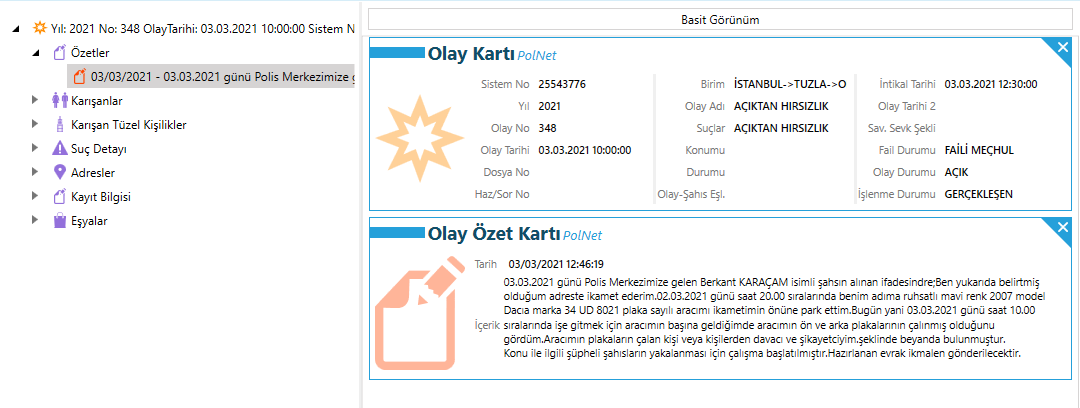 Yıl: 2021 No: 348 OlayTarihi: 03.03.2021 10:00:00 Sistem N
Özetler
03/03/2021 - 03.03.2021 günü Polis Merkezimize g
Karışanlar
Karışan Tüzel Kişilikler
Suç Detayı
Adresler
Kayıt Bilgisi
Eşyalar
Basit Görünüm
Olay Kartı PolNet
Sistem No 25543776 Birim İSTANBUL->TUZLA->O İntikal Tarihi 03.03.2021 12:30:00
Yıl 2021 Olay Adı AÇIKTAN HIRSIZLIK Olay Tarihi 2
Olay No 348 Suçlar AÇIKTAN HIRSIZLIK Sav. Sevk Şekli
Olay Tarihi 03.03.2021 10:00:00 Konumu Fail Durumu FAİLİ MEÇHUL
Dosya No Durumu Olay Durumu AÇIK
Haz/Sor No Olay-Şahıs Eşl. İşlenme Durumu GERÇEKLEŞEN
Olay Özet Kartı PolNet
Tarih 03/03/2021 12:46:19
03.03.2021 günü Polis Merkezimize gelen Berkant KARAÇAM isimli şahsın alınan ifadesindre;Ben yukarıda belirtmiş
olduğum adreste ikamet ederim.02.03.2021 günü saat 20.00 sıralarında benim adıma ruhsatlı mavi renk 2007 model
Dacıa marka 34 UD 8021 plaka sayılı aracımı ikametimin önüne park ettim.Bugün yani 03.03.2021 günü saat 10.00
İçerik sıralarında işe gitmek için aracımın başına geldiğimde aracımın ön ve arka plakalarının çalınmış olduğunu
gördüm.Aracımın plakaların çalan kişi veya kişilerden davacı ve şikayetciyim.şeklinde beyanda bulunmuştur.
Konu ile ilgili şüpheli şahısların yakalanması için çalışma başlatılmıştır.Hazırlanan evrak ikmalen gönderilecektir.